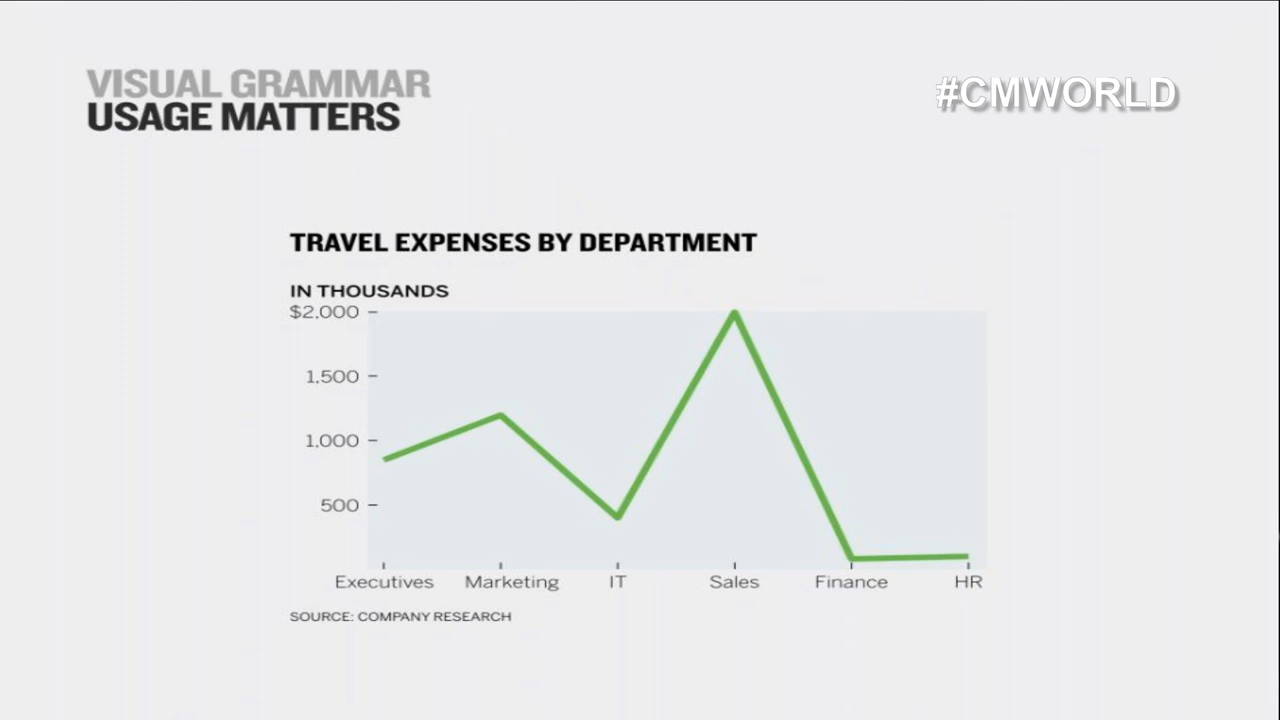 VISUAL GRAMMAR
USAGE MATTERS
#CMWORLD
TRAVEL EXPENSES BY DEPARTMENT
IN THOUSANDS
$2,000
1,500
1,000
500
Executives Marketing IT Sales Finance HR
SOURCE: COMPANY RESEARCH